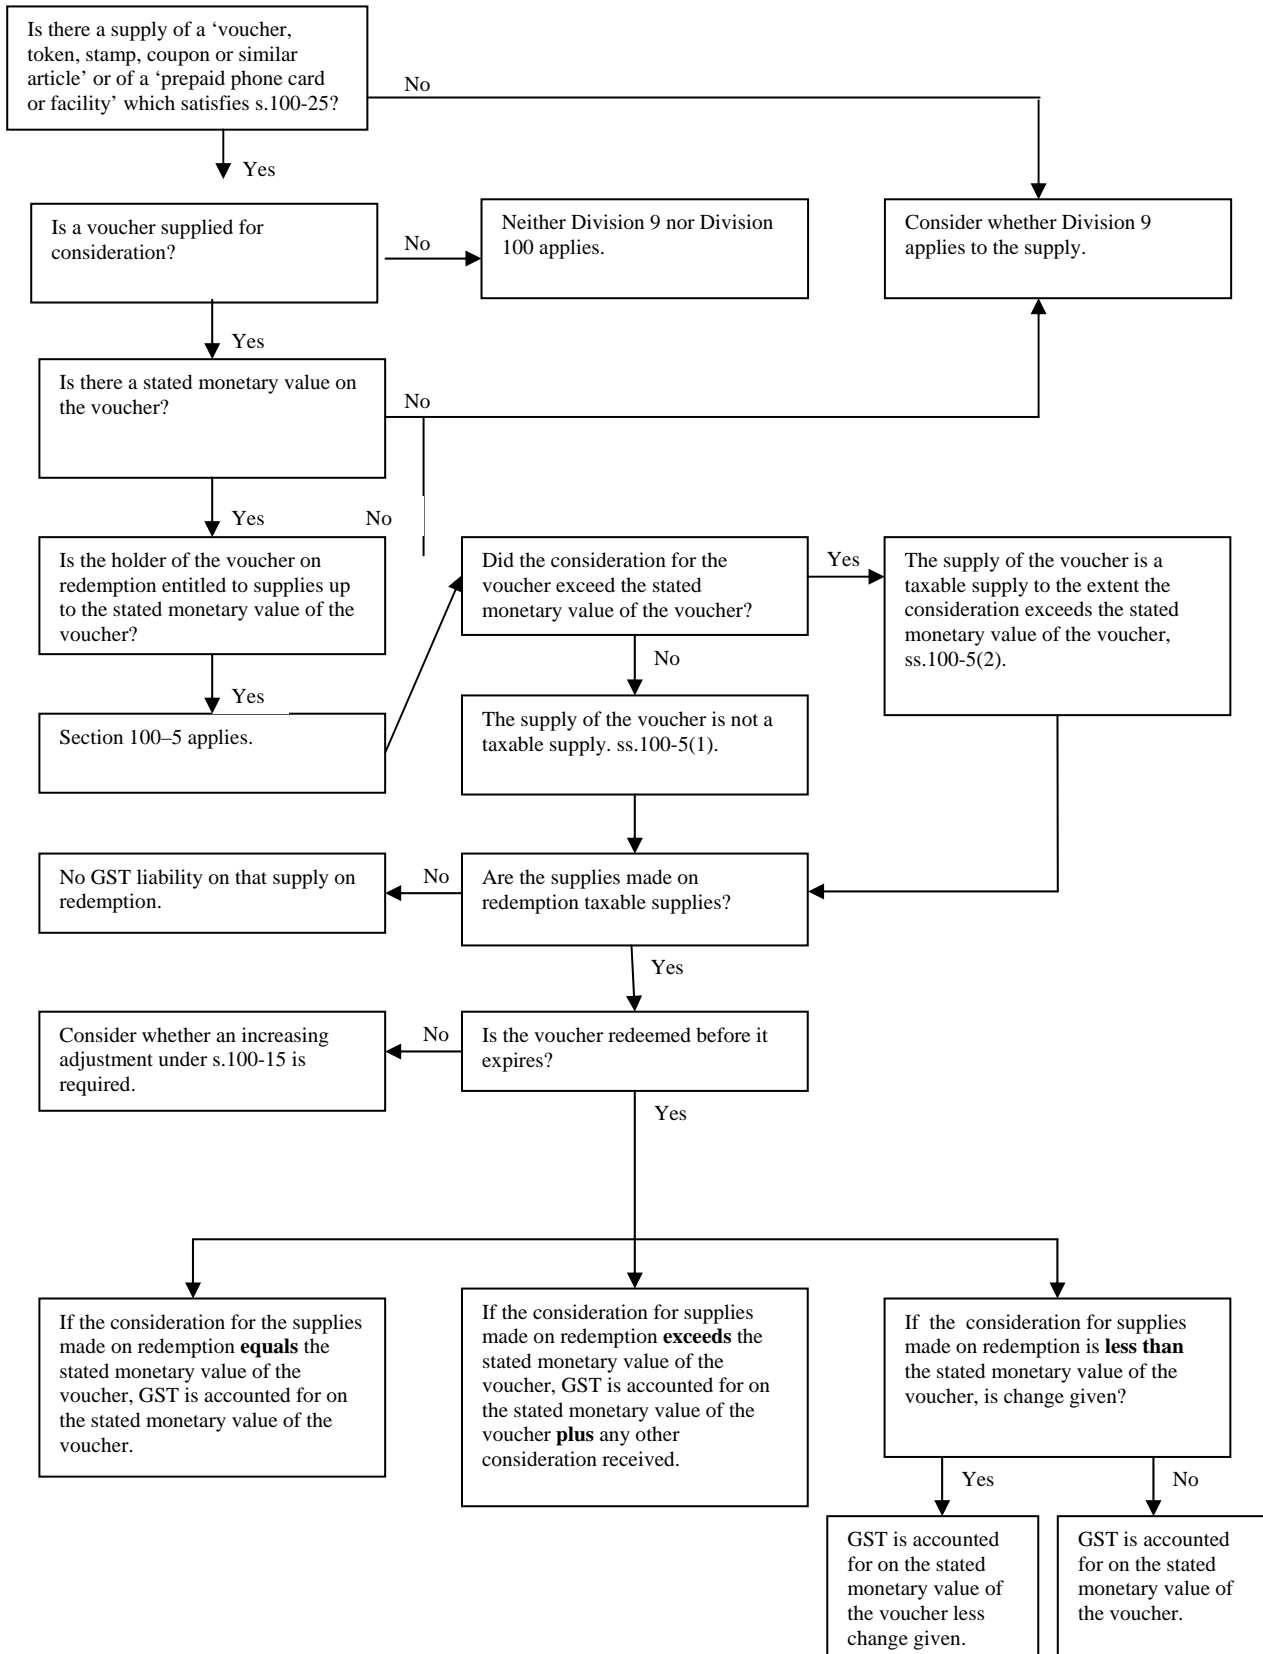 Is there a supply of a ‘voucher,
token, stamp, coupon or similar
article’ or of a ‘prepaid phone card
or facility’ which satisfies s.100-25?
No
Yes
Is a voucher supplied for
consideration?
No
Neither Division 9 nor Division
100 applies.
Consider whether Division 9
applies to the supply.
Yes
Is there a stated monetary value on
the voucher?
No
Yes
No
Is the holder of the voucher on
redemption entitled to supplies up
to the stated monetary value of the
voucher?
Did the consideration for the
voucher exceed the stated
monetary value of the voucher?
Yes
The supply of the voucher is a
taxable supply to the extent the
consideration exceeds the stated
monetary value of the voucher,
ss.100-5(2).
No
Yes
Section 100–5 applies.
The supply of the voucher is not a
taxable supply. ss.100-5(1).
No GST liability on that supply on
redemption.
No
Are the supplies made on
redemption taxable supplies?
Yes
Consider whether an increasing
adjustment under s.100-15 is
required.
No
Is the voucher redeemed before it
expires?
Yes
If the consideration for the supplies
made on redemption equals the
stated monetary value of the
voucher, GST is accounted for on
the stated monetary value of the
voucher.
If the consideration for supplies
made on redemption exceeds the
stated monetary value of the
voucher, GST is accounted for on
the stated monetary value of the
voucher plus any other
consideration received.
If the  consideration for supplies
made on redemption is less than
the stated monetary value of the
voucher, is change given?
Yes
No
GST is accounted
for on the stated
monetary value of
the voucher less
change given.
GST is accounted
for on the stated
monetary value of
the voucher.